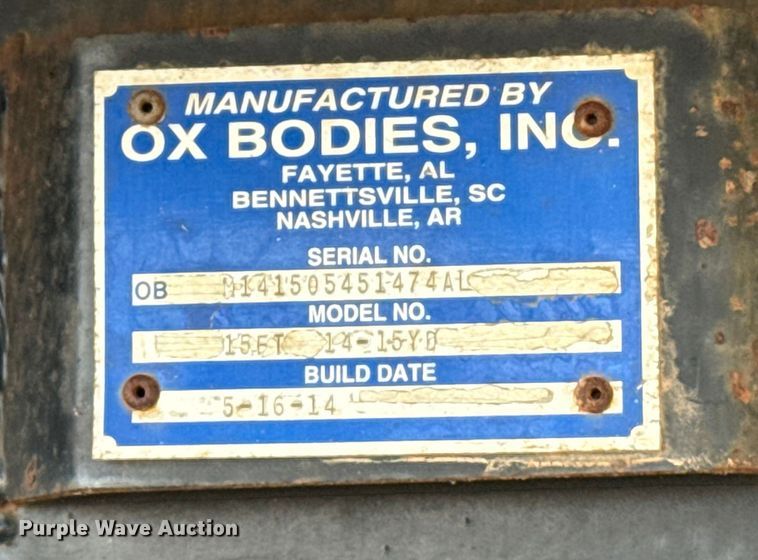 MANUFACTURED BY
OX BODIES, INC.
FAYETTE, AL
BENNETTSVILLE, SC
NASHVILLE, AR
SERIAL NO.
OB M141505451474AL
MODEL NO.
15FT 14-15YD
BUILD DATE
5-16-14
Purple Wave Auction